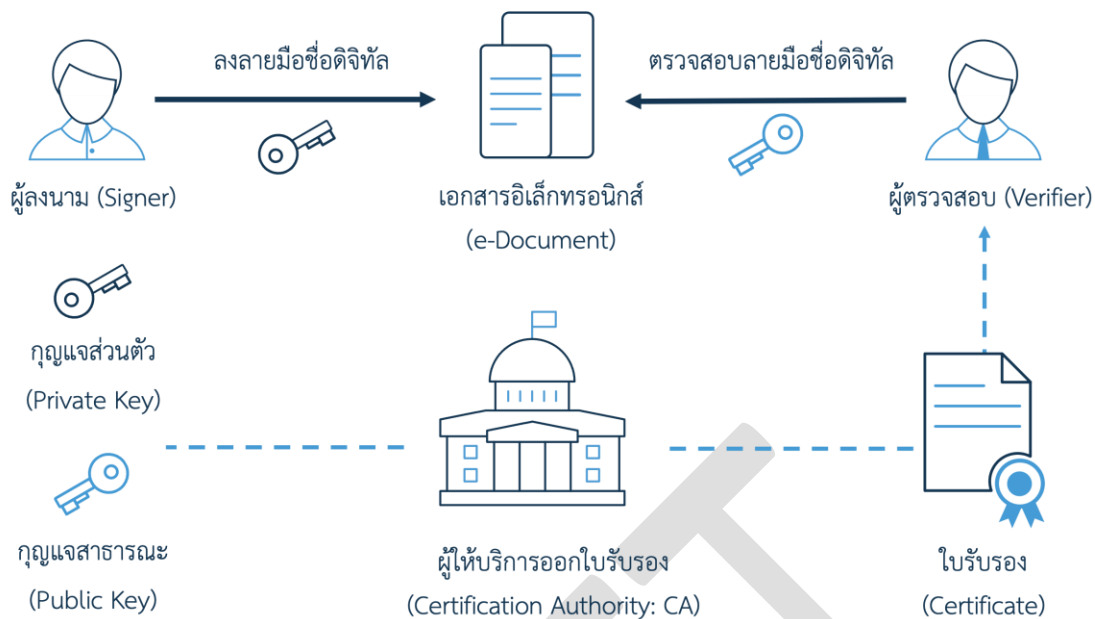 ลงลายมือชื่อดิจิทัล
ตรวจสอบลายมือชื่อดิจิทัล
ผู้ลงนาม (Signer)
เอกสารอิเล็กทรอนิกส์
(e-Document)
ผู้ตรวจสอบ (Verifier)
กุญแจส่วนตัว
(Private Key)
กุญแจสาธารณะ
(Public Key)
ผู้ให้บริการออกใบรับรอง
(Certification Authority: CA)
ใบรับรอง
(Certificate)